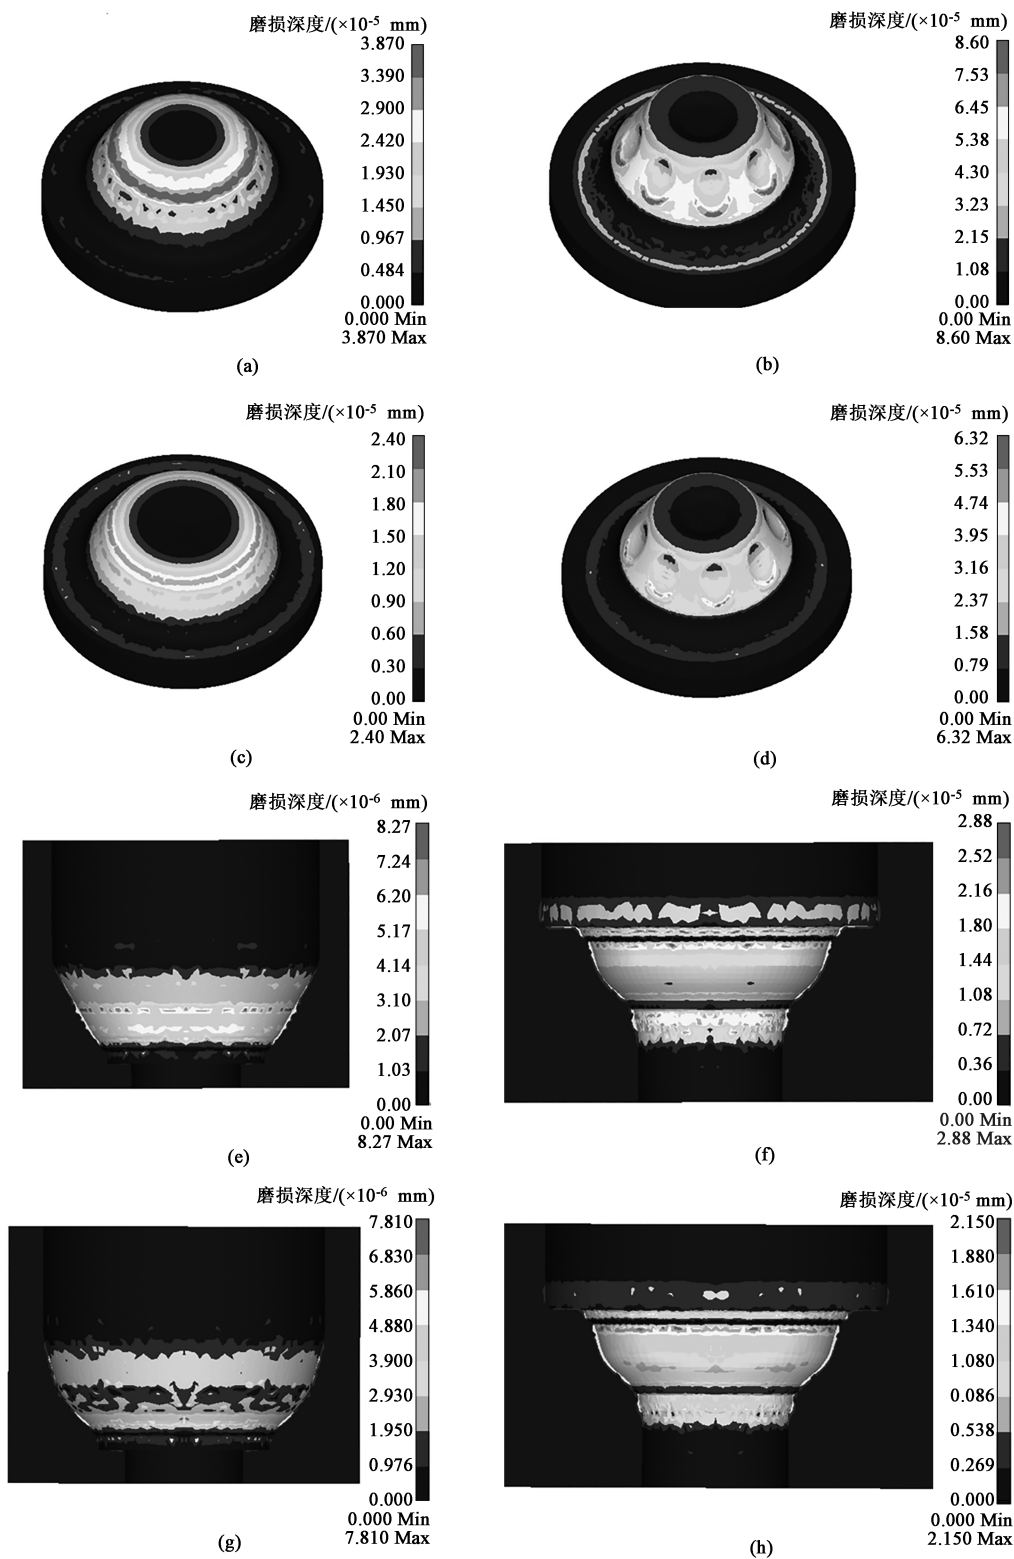 磨损深度/(×10-5 mm)
3.870
3.390
2.900
2.420
1.930
1.450
0.967
0.484
0.000
0.000 Min
3.870 Max
(a)
磨损深度/(×10-5 mm)
8.60
7.53
6.45
5.38
4.30
3.23
2.15
1.08
0.00
0.00 Min
8.60 Max
(b)
磨损深度/(×10-5 mm)
2.40
2.10
1.80
1.50
1.20
0.90
0.60
0.30
0.00
0.00 Min
2.40 Max
(c)
磨损深度/(×10-5 mm)
6.32
5.53
4.74
3.95
3.16
2.37
1.58
0.79
0.00
0.00 Min
6.32 Max
(d)
磨损深度/(×10-6 mm)
8.27
7.24
6.20
5.17
4.14
3.10
2.07
1.03
0.00
0.00 Min
8.27 Max
(e)
磨损深度/(×10-5 mm)
2.88
2.52
2.16
1.80
1.44
1.08
0.72
0.36
0.00
0.00 Min
2.88 Max
(f)
磨损深度/(×10-6 mm)
7.810
6.830
5.860
4.880
3.900
2.930
1.950
0.976
0.000
0.000 Min
7.810 Max
(g)
磨损深度/(×10-5 mm)
2.150
1.880
1.610
1.340
1.080
0.086
0.538
0.269
0.000
0.000 Min
2.150 Max
(h)